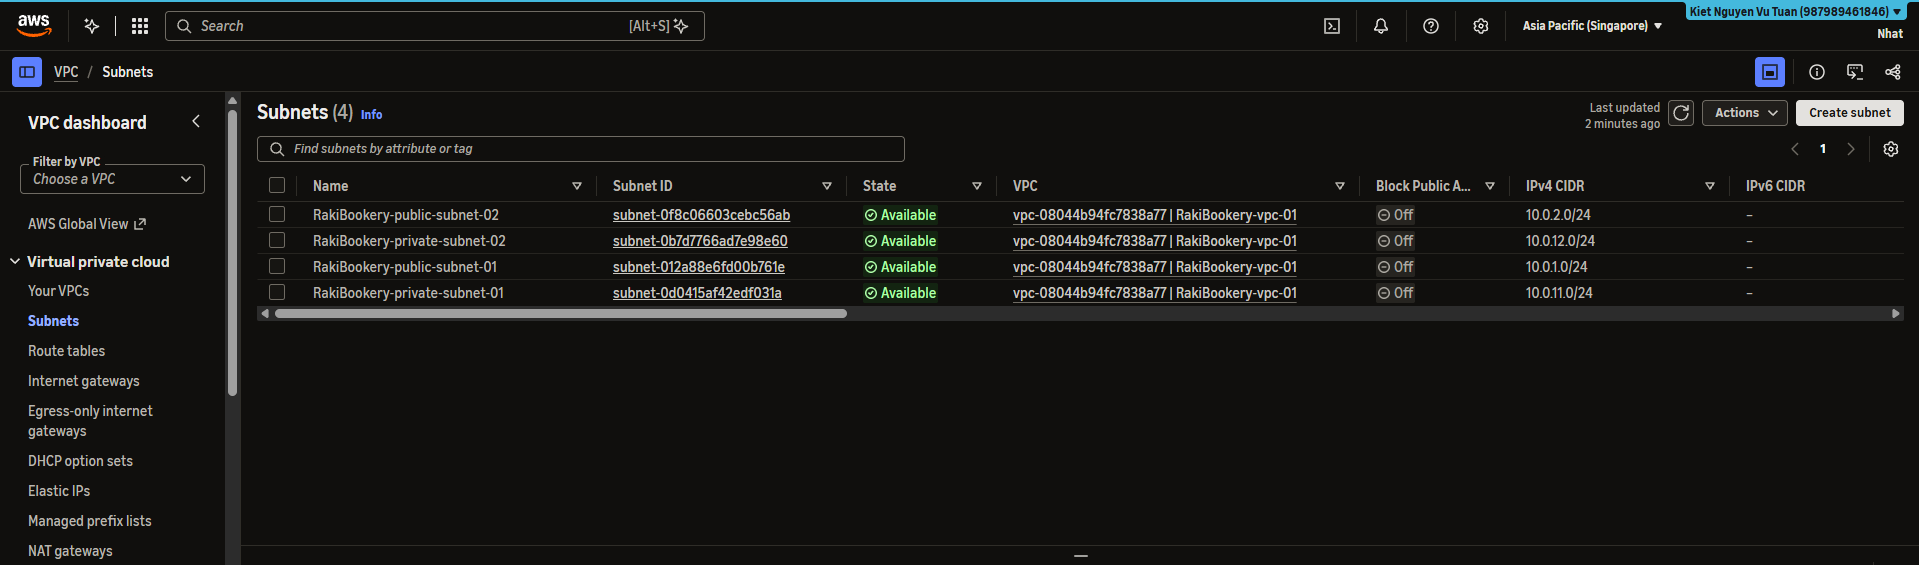 aws
Search
[Alt+S]
Asia Pacific (Singapore)
Kiet Nguyen Vu Tuan (987989461846)
Nhat
VPC / Subnets
VPC dashboard
Filter by VPC
Choose a VPC
AWS Global View
Virtual private cloud
Your VPCs
Subnets
Route tables
Internet gateways
Egress-only internet
gateways
DHCP option sets
Elastic IPs
Managed prefix lists
NAT gateways
Subnets (4) Info
Last updated
2 minutes ago
Actions
Create subnet
Find subnets by attribute or tag
1
Name Subnet ID State VPC Block Public A... IPv4 CIDR IPv6 CIDR
RakiBookery-public-subnet-02 subnet-0f8c06603cebc56ab Available vpc-08044b94fc7838a77 | RakiBookery-vpc-01 Off 10.0.2.0/24 –
RakiBookery-private-subnet-02 subnet-0b7d7766ad7e98e60 Available vpc-08044b94fc7838a77 | RakiBookery-vpc-01 Off 10.0.12.0/24 –
RakiBookery-public-subnet-01 subnet-012a88e6fd00b761e Available vpc-08044b94fc7838a77 | RakiBookery-vpc-01 Off 10.0.1.0/24 –
RakiBookery-private-subnet-01 subnet-0d0415af42edf031a Available vpc-08044b94fc7838a77 | RakiBookery-vpc-01 Off 10.0.11.0/24 –